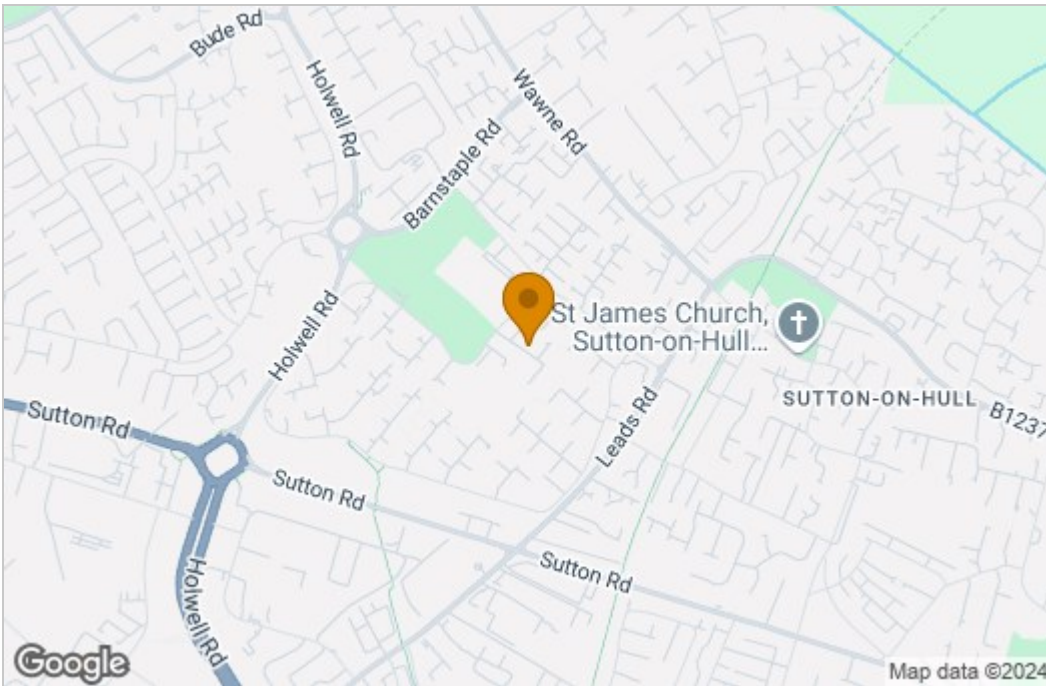 Bude Rd
Holwell Rd
Wawne Rd
Barnstaple Rd
St James Church,
Sutton-on-Hull...
Holwell Rd
SUTTON-ON-HULL
B1237
Sutton Rd
Leads Rd
Sutton Rd
Sutton Rd
Holwell Rd
Google
Map data ©2024